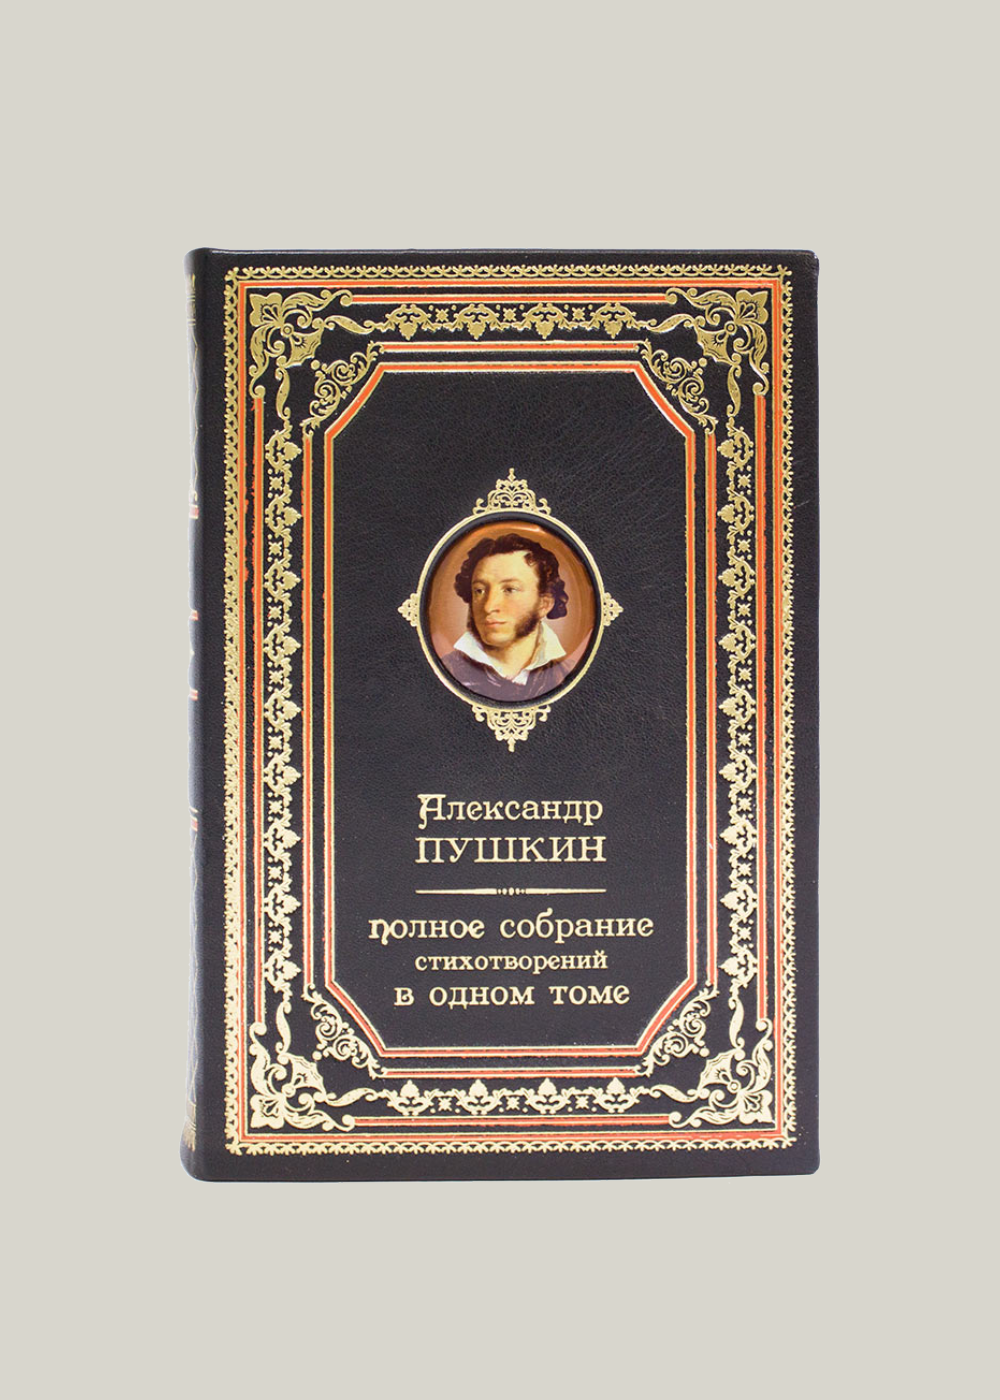 Александр
ПУШКИН
полное собрание
стихотворений
в одном томе